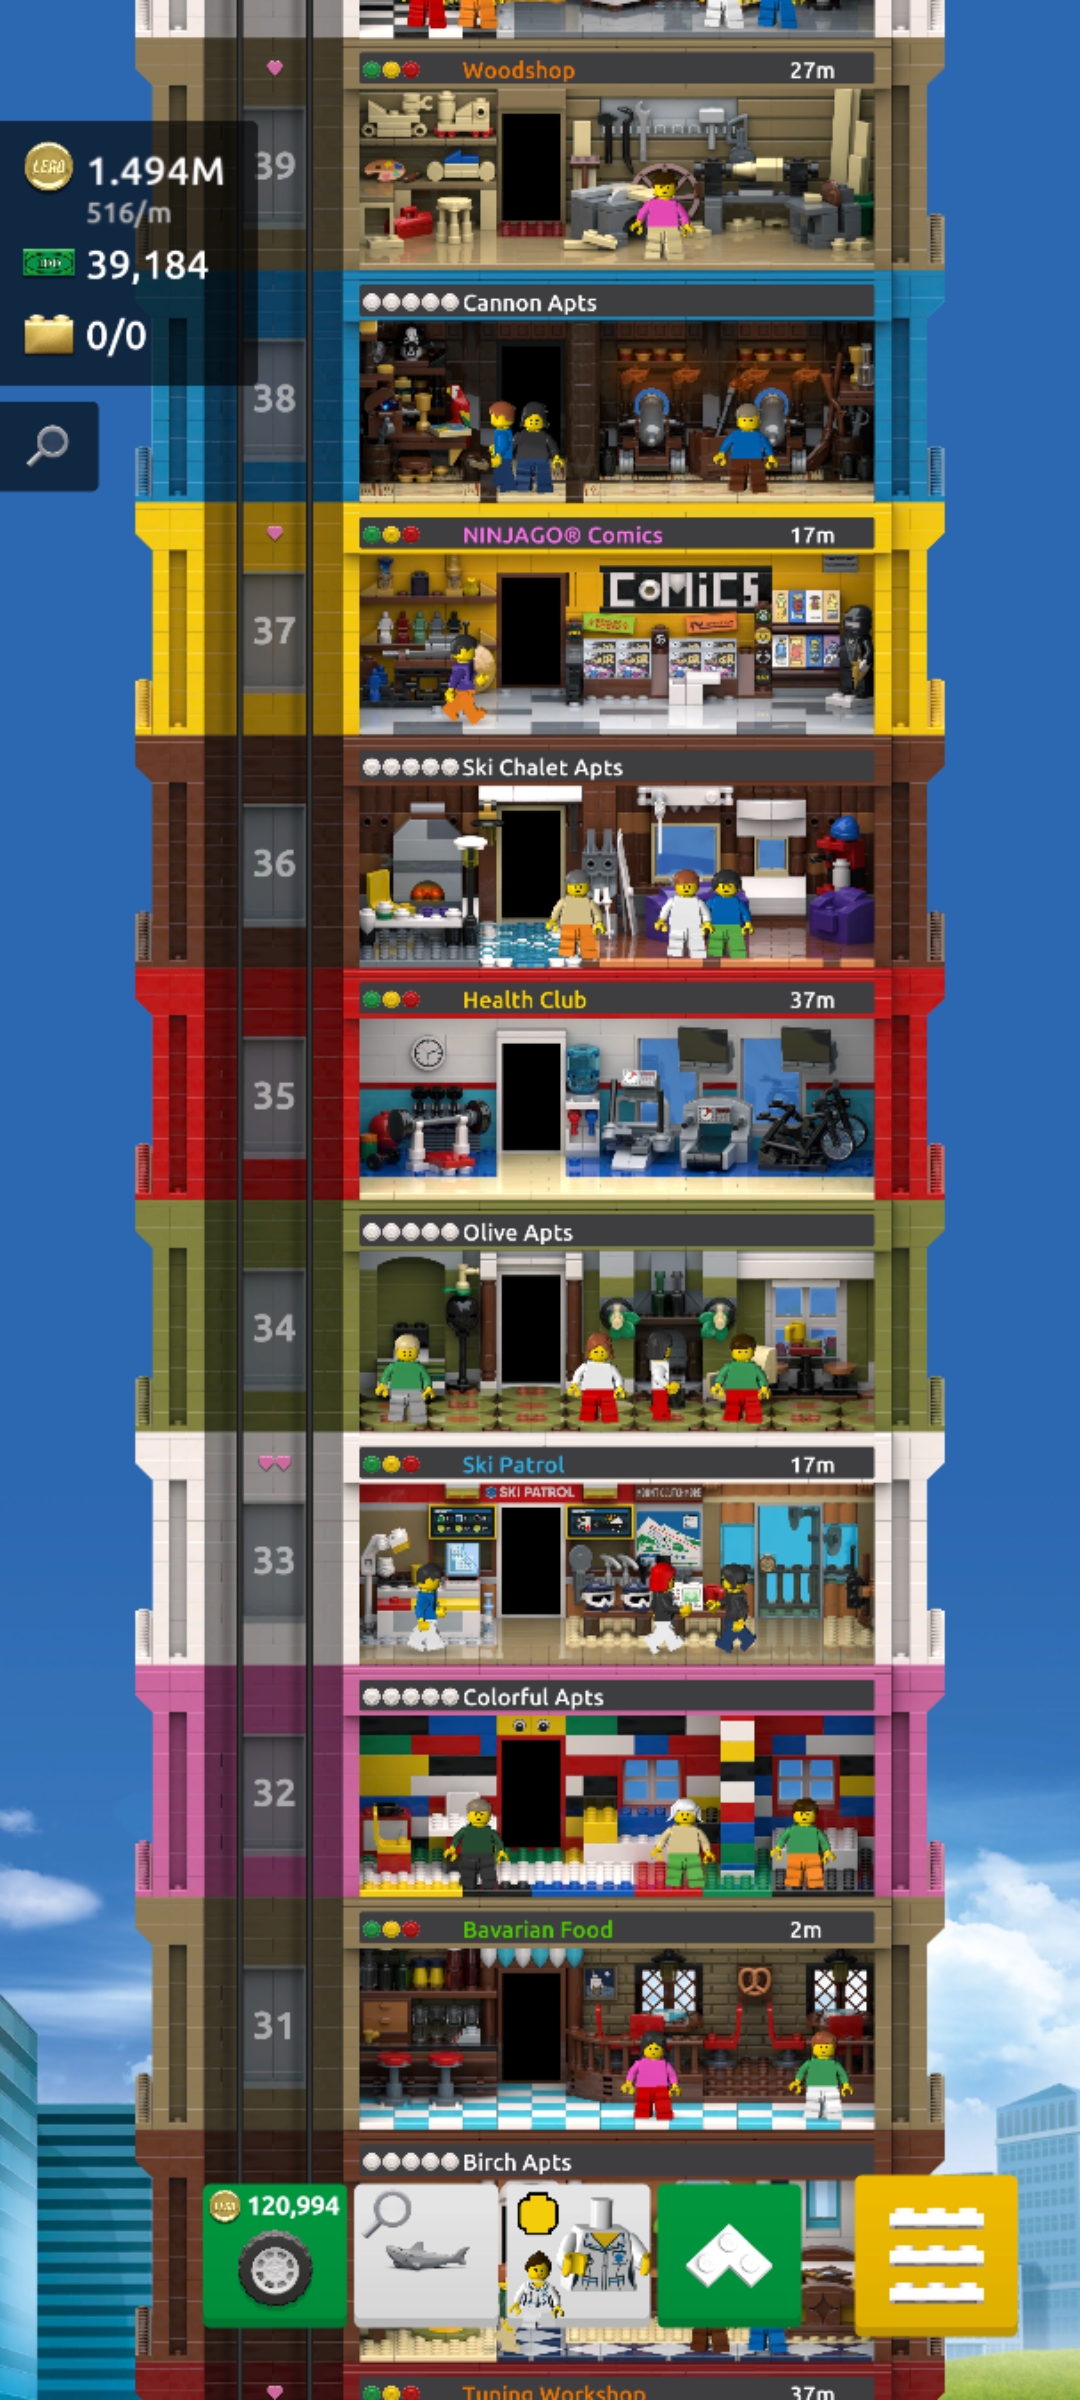 Woodshop 27m
39
LEGO 1.494M
516/m
39,184
0/0
Cannon Apts
38
NINJAGO® Comics 17m
COMiCS
37
Ski Chalet Apts
36
Health Club 37m
35
Olive Apts
34
Ski Patrol 17m
SKI PATROL
33
Colorful Apts
32
Bavarian Food 2m
31
Birch Apts
120,994
Tuning Workshop 37m